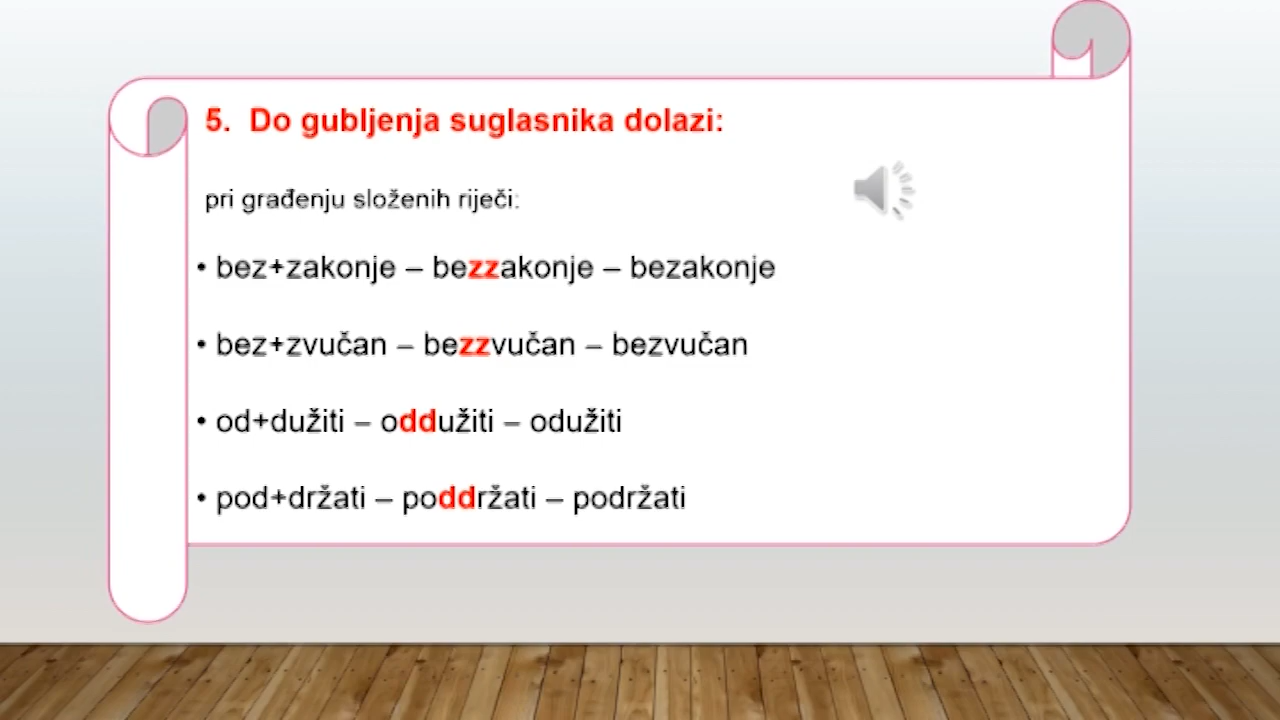 5. Do gubljenja suglasnika dolazi:
pri građenju složenih riječi:
• bez+zakonje – bezzakonje – bezakonje
• bez+zvučan – bezzvučan – bezvučan
• od+dužiti – oddužiti – odužiti
• pod+držati – poddržati – podržati